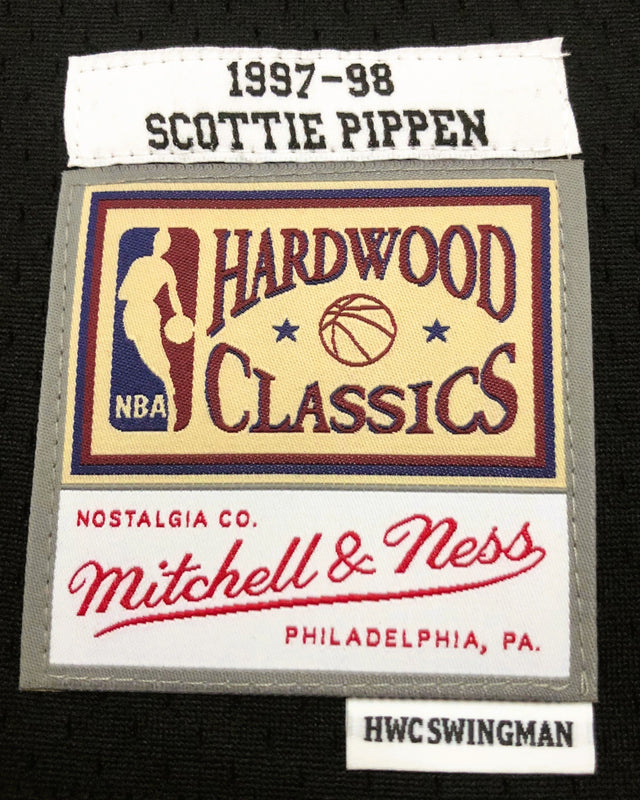 1997-98
SCOTTIE PIPPEN
HARDWOOD
CLASSICS
NBA
NOSTALGIA CO.
Mitchell & Ness
PHILADELPHIA, PA.
HWC SWINGMAN